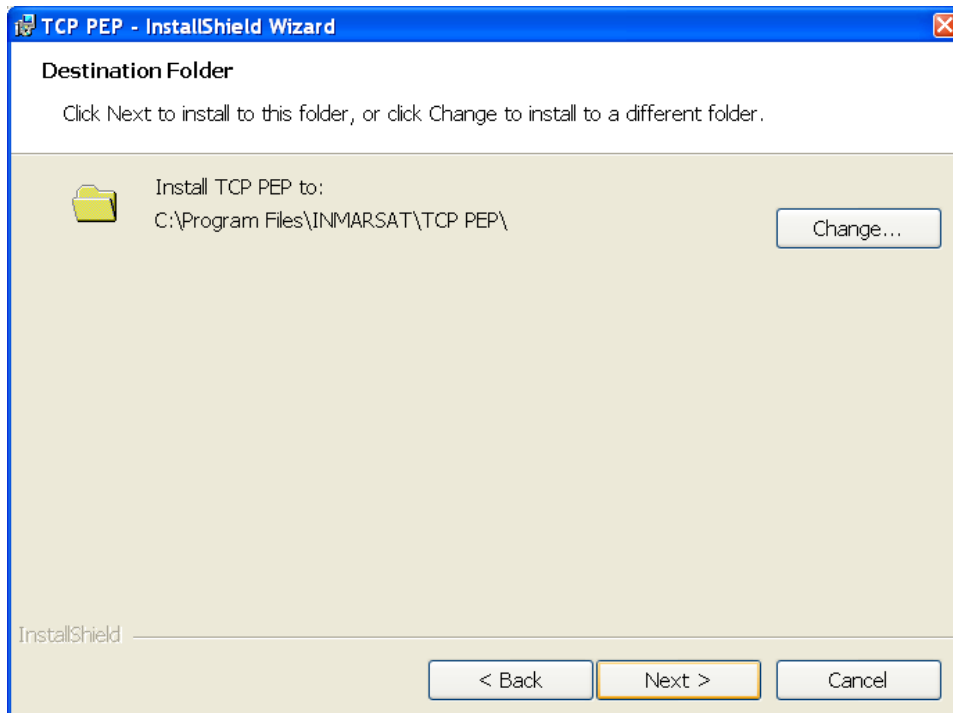 TCP PEP - InstallShield Wizard
Destination Folder
Click Next to install to this folder, or click Change to install to a different folder.
Install TCP PEP to:
C:\Program Files\INMARSAT\TCP PEP\
Change...
InstallShield
< Back
Next >
Cancel